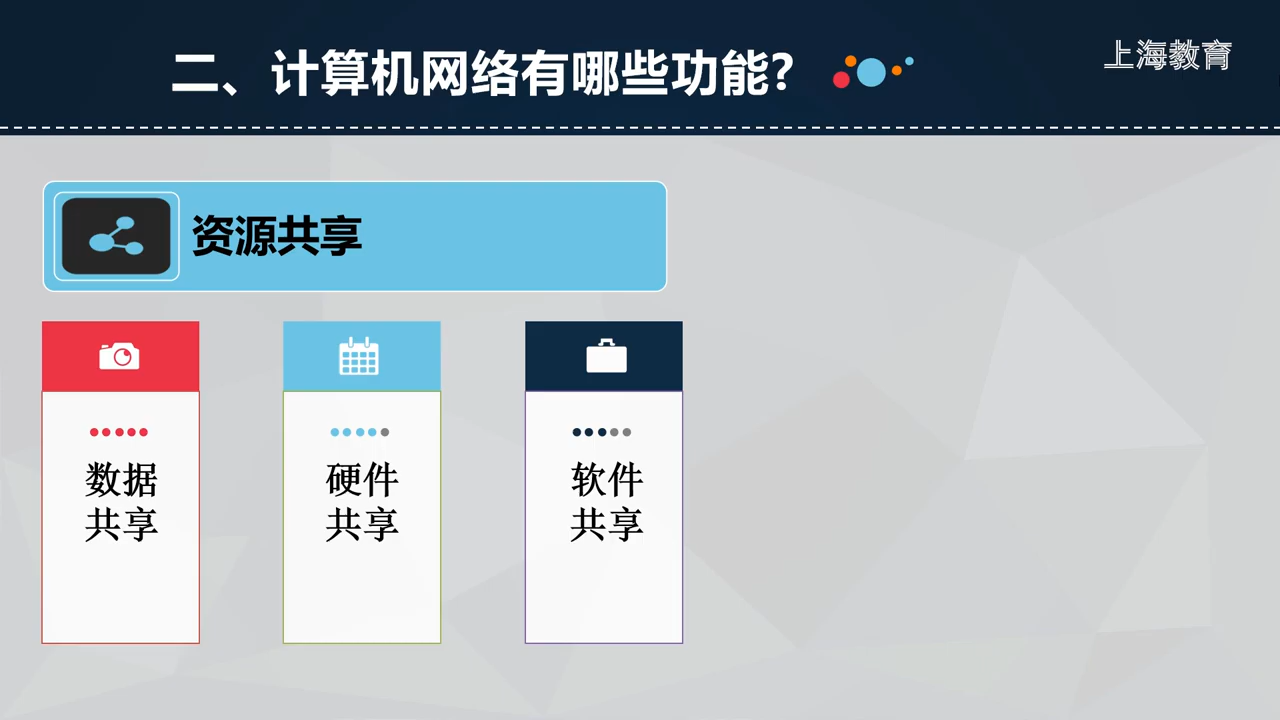 二、计算机网络有哪些功能?
上海教育
资源共享
数据
共享
硬件
共享
软件
共享